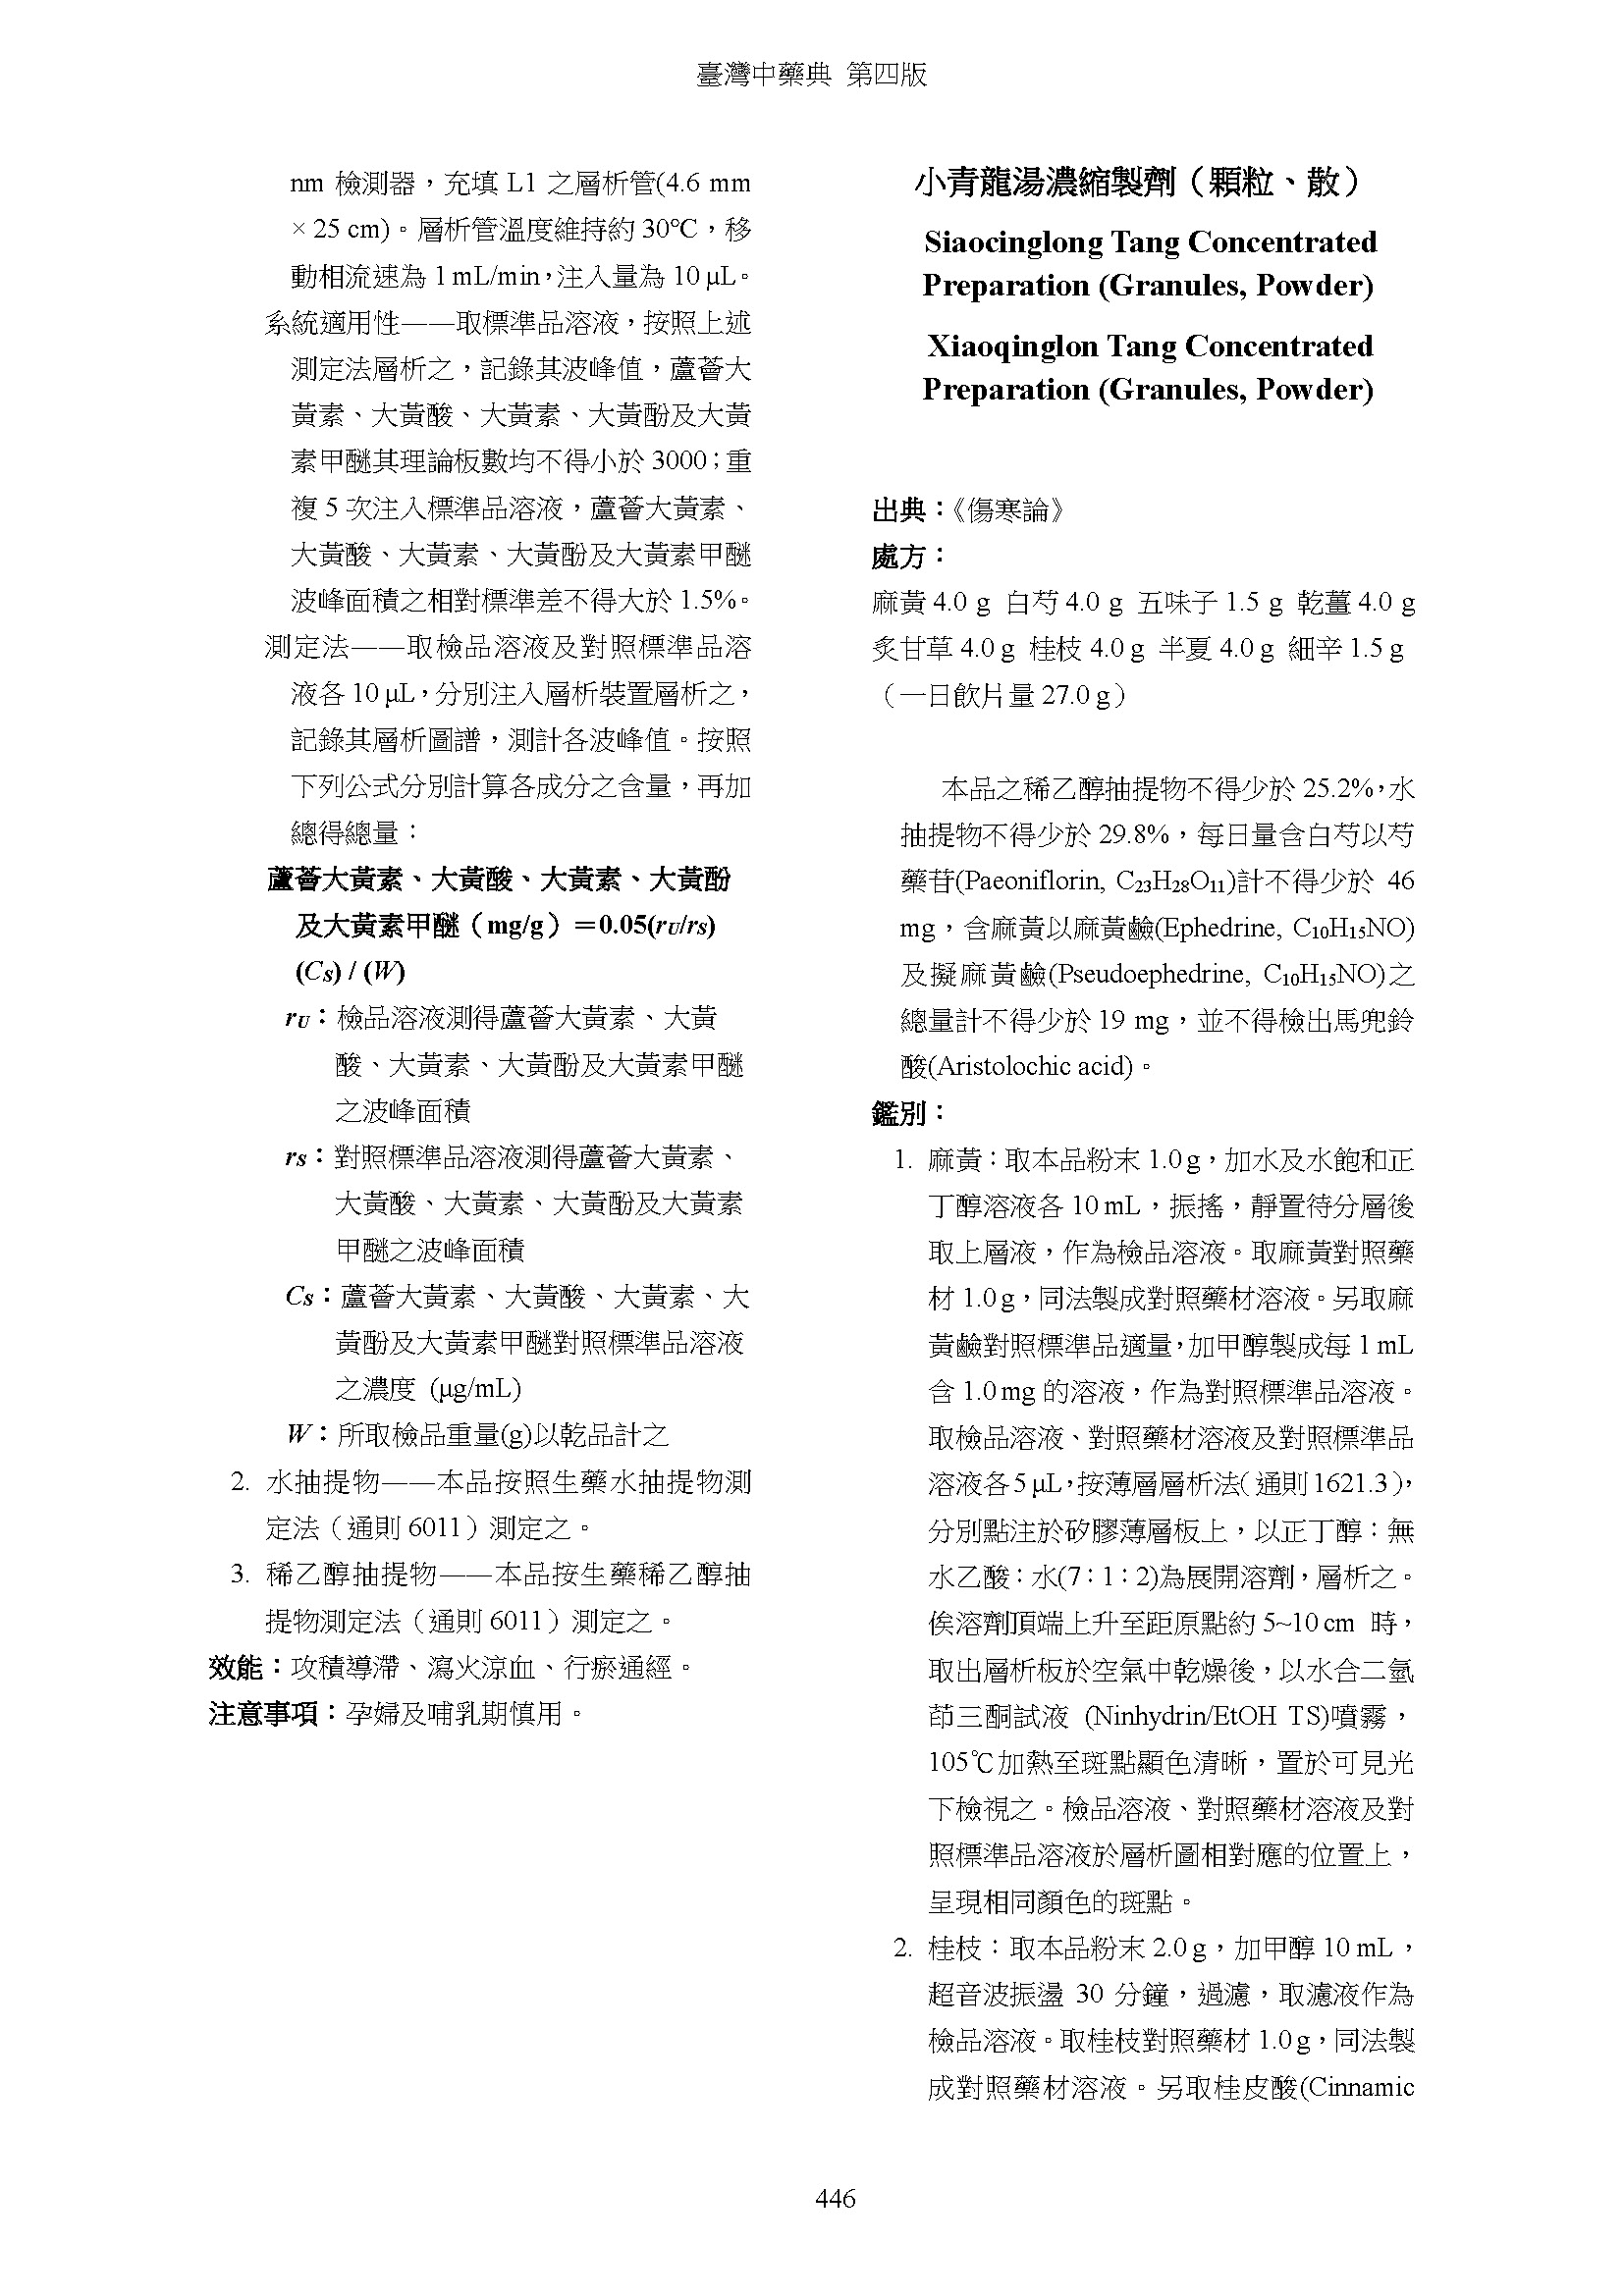 臺灣中藥典 第四版
nm 檢測器，充填 L1 之層析管(4.6 mm
× 25 cm)。層析管溫度維持約 30℃，移
動相流速為 1 mL/min，注入量為 10 μL。
系統適用性——取標準品溶液，按照上述
測定法層析之，記錄其波峰值，蘆薈大
黃素、大黃酸、大黃素、大黃酚及大黃
素甲醚其理論板數均不得小於 3000；重
複 5 次注入標準品溶液，蘆薈大黃素、
大黃酸、大黃素、大黃酚及大黃素甲醚
波峰面積之相對標準差不得大於 1.5%。
測定法——取檢品溶液及對照標準品溶
液各 10 μL，分別注入層析裝置層析之，
記錄其層析圖譜，測計各波峰值。按照
下列公式分別計算各成分之含量，再加
總得總量：
蘆薈大黃素、大黃酸、大黃素、大黃酚
及大黃素甲醚（mg/g）＝0.05(rU/rS)
(CS) / (W)
rU：檢品溶液測得蘆薈大黃素、大黃
酸、大黃素、大黃酚及大黃素甲醚
之波峰面積
rS：對照標準品溶液測得蘆薈大黃素、
大黃酸、大黃素、大黃酚及大黃素
甲醚之波峰面積
CS：蘆薈大黃素、大黃酸、大黃素、大
黃酚及大黃素甲醚對照標準品溶液
之濃度 (μg/mL)
W：所取檢品重量(g)以乾品計之
2. 水抽提物——本品按照生藥水抽提物測
定法（通則 6011）測定之。
3. 稀乙醇抽提物——本品按生藥稀乙醇抽
提物測定法（通則 6011）測定之。
效能：攻積導滯、瀉火涼血、行瘀通經。
注意事項：孕婦及哺乳期慎用。
小青龍湯濃縮製劑（顆粒、散）
Siaocinglong Tang Concentrated
Preparation (Granules, Powder)
Xiaoqinglon Tang Concentrated
Preparation (Granules, Powder)
出典：《傷寒論》
處方：
麻黃 4.0 g 白芍 4.0 g 五味子 1.5 g 乾薑 4.0 g
炙甘草 4.0 g 桂枝 4.0 g 半夏 4.0 g 細辛 1.5 g
（一日飲片量 27.0 g）
本品之稀乙醇抽提物不得少於 25.2%，水
抽提物不得少於 29.8%，每日量含白芍以芍
藥苷(Paeoniflorin, C23H28O11)計不得少於 46
mg，含麻黃以麻黃鹼(Ephedrine, C10H15NO)
及擬麻黃鹼(Pseudoephedrine, C10H15NO)之
總量計不得少於 19 mg，並不得檢出馬兜鈴
酸(Aristolochic acid)。
鑑別：
1. 麻黃：取本品粉末 1.0 g，加水及水飽和正
丁醇溶液各 10 mL，振搖，靜置待分層後
取上層液，作為檢品溶液。取麻黃對照藥
材 1.0 g，同法製成對照藥材溶液。另取麻
黃鹼對照標準品適量，加甲醇製成每 1 mL
含 1.0 mg 的溶液，作為對照標準品溶液。
取檢品溶液、對照藥材溶液及對照標準品
溶液各 5 μL，按薄層層析法（通則 1621.3），
分別點注於矽膠薄層板上，以正丁醇：無
水乙酸：水(7：1：2)為展開溶劑，層析之。
俟溶劑頂端上升至距原點約 5~10 cm 時，
取出層析板於空氣中乾燥後，以水合二氫
茚三酮試液 (Ninhydrin/EtOH TS)噴霧，
105℃加熱至斑點顯色清晰，置於可見光
下檢視之。檢品溶液、對照藥材溶液及對
照標準品溶液於層析圖相對應的位置上，
呈現相同顏色的斑點。
2. 桂枝：取本品粉末 2.0 g，加甲醇 10 mL，
超音波振盪 30 分鐘，過濾，取濾液作為
檢品溶液。取桂枝對照藥材 1.0 g，同法製
成對照藥材溶液。另取桂皮酸(Cinnamic
446